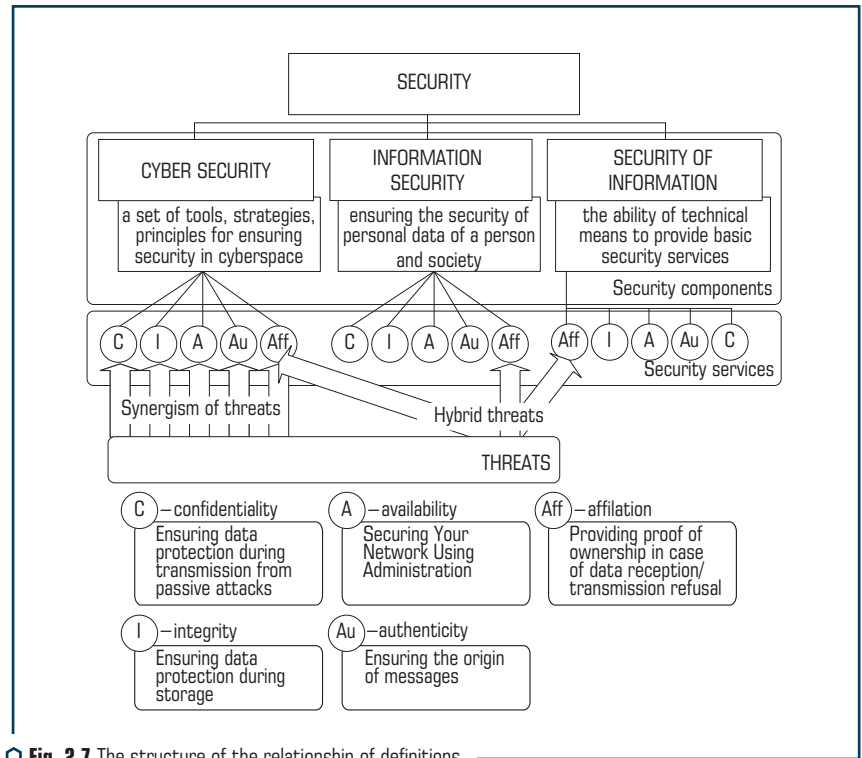 SECURITY
CYBER SECURITY
INFORMATION
SECURITY
SECURITY OF
INFORMATION
a set of tools, strategies,
principles for ensuring
security in cyberspace
ensuring the security of
personal data of a person
and society
the ability of technical
means to provide basic
security services
Security components
C I A Au Aff C I A Au Aff Aff I A Au C
Security services
Synergism of threats
Hybrid threats
THREATS
C – confidentiality
Ensuring data
protection during
transmission from
passive attacks
A – availability
Securing Your
Network Using
Administration
Aff – affilation
Providing proof of
ownership in case
of data reception/
transmission refusal
I – integrity
Ensuring data
protection during
storage
Au – authenticity
Ensuring the origin
of messages
Fig. 2.7 The structure of the relationship of definitions